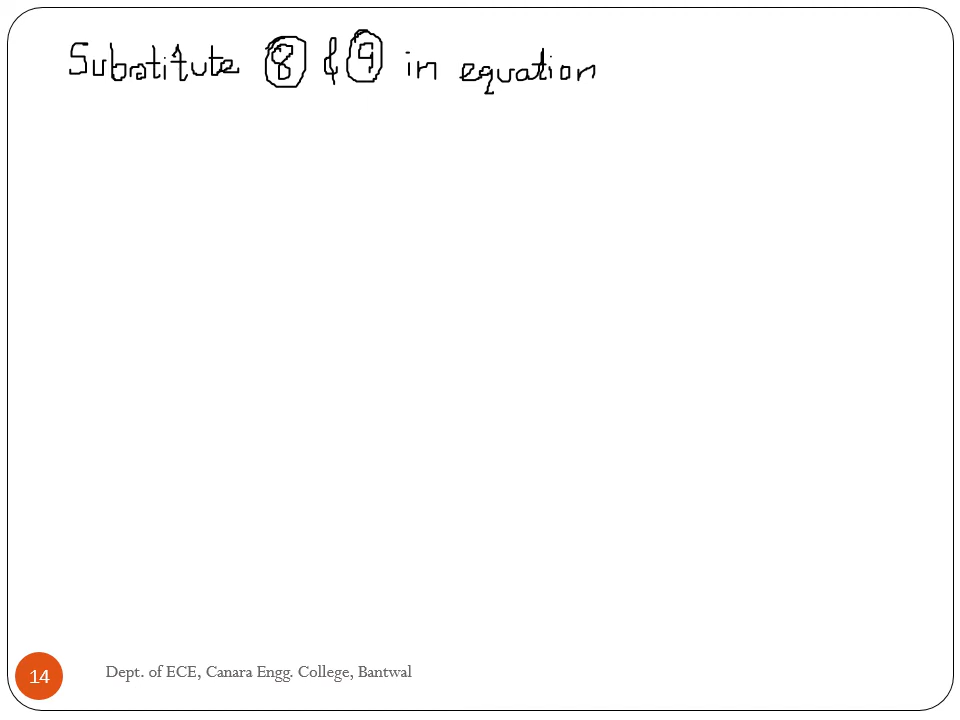 Substitute 8 & 9 in equation
14 Dept. of ECE, Canara Engg. College, Bantwal